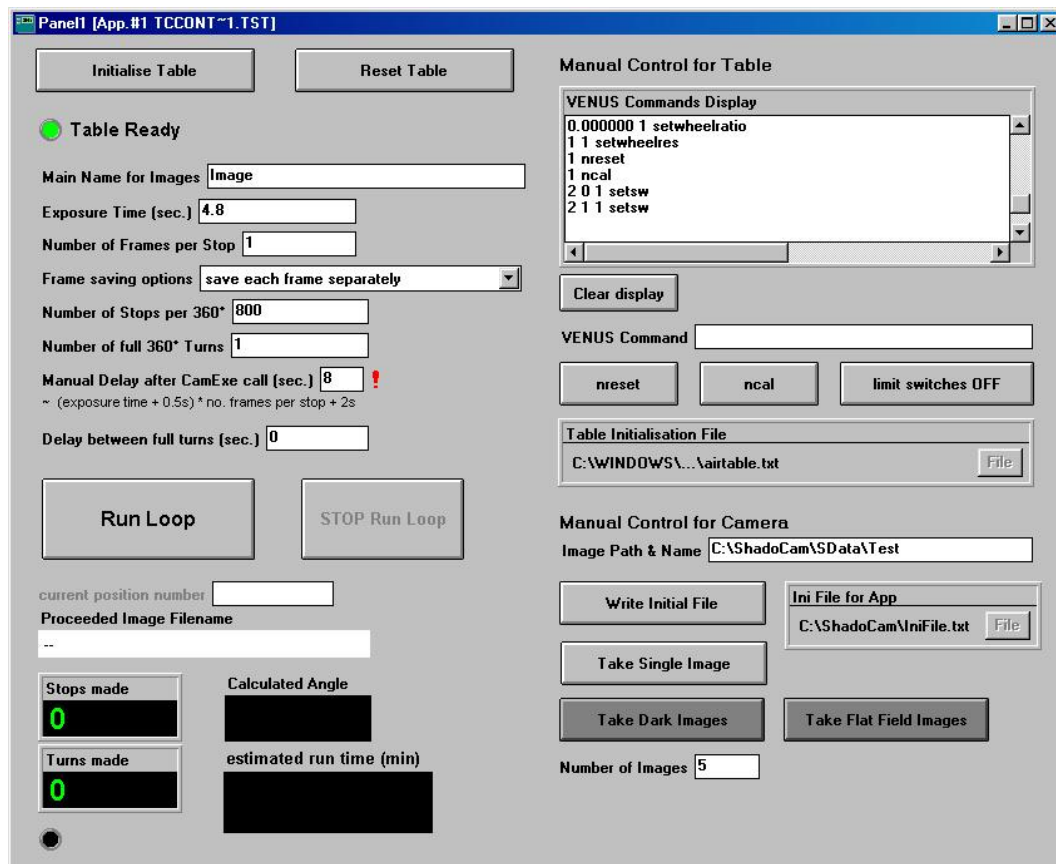 Panel1 [App.#1 TCCONT~1.TST]
Initialise Table
Reset Table
Table Ready
Main Name for Images Image
Exposure Time (sec.) 4.8
Number of Frames per Stop 1
Frame saving options save each frame separately
Number of Stops per 360* 800
Number of full 360* Turns 1
Manual Delay after CamExe call (sec.) 8 !
~ (exposure time + 0.5s) * no. frames per stop + 2s
Delay between full turns (sec.) 0
Run Loop
STOP Run Loop
current position number
Proceeded Image Filename
--
Stops made
0
Turns made
0
Calculated Angle
estimated run time (min)
Manual Control for Table
VENUS Commands Display
0.000000 1 setwheelratio
1 1 setwheelres
1 nreset
1 ncal
2 0 1 setsw
2 1 1 setsw
Clear display
VENUS Command
nreset
ncal
limit switches OFF
Table Initialisation File
C:\WINDOWS\...\airtable.txt
File
Manual Control for Camera
Image Path & Name C:\ShadoCam\SData\Test
Write Initial File
Ini File for App
C:\ShadoCam\IniFile.txt
File
Take Single Image
Take Dark Images
Take Flat Field Images
Number of Images 5